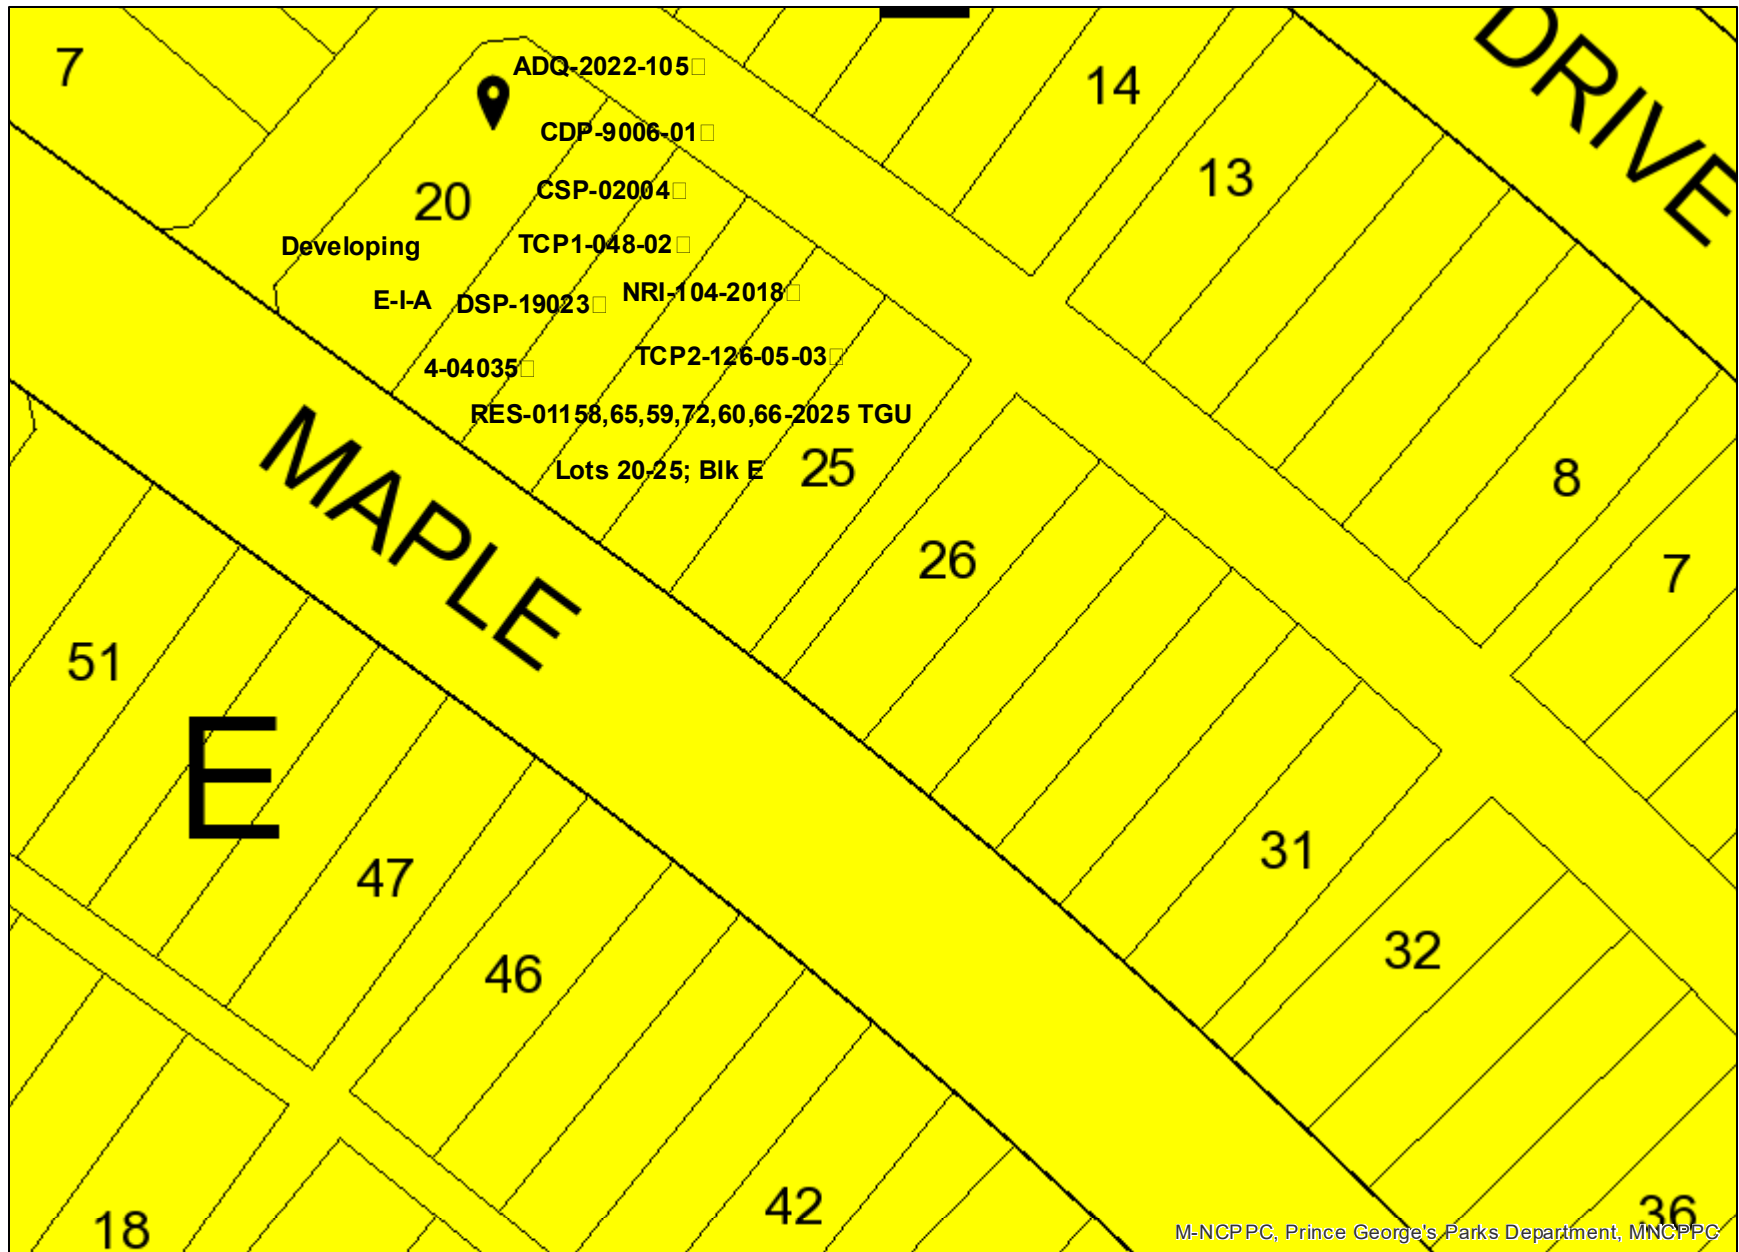 7
ADQ-2022-105
14
DRIVE
CDP-9006-01
13
CSP-02004
20
Developing
TCP1-048-02
NRI-104-2018
E-I-A
DSP-19023
TCP2-126-05-03
4-04035
RES-01158,65,59,72,60,66-2025 TGU
Lots 20-25; Blk E
25
8
MAPLE
26
7
51
E
47
31
46
32
42
18
36
M-NCPPC, Prince George's Parks Department, MNCPPC